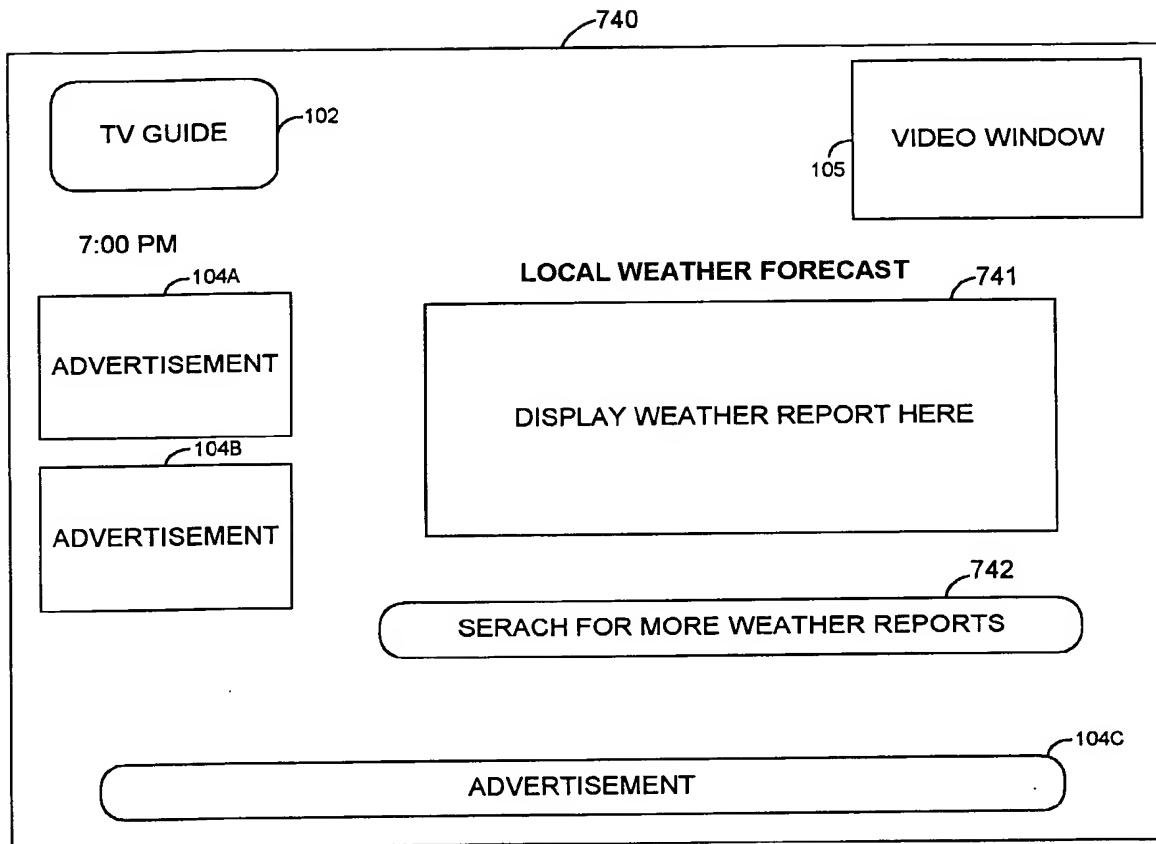 740
TV GUIDE
102
VIDEO WINDOW
105
7:00 PM
LOCAL WEATHER FORECAST
104A
741
ADVERTISEMENT
DISPLAY WEATHER REPORT HERE
104B
ADVERTISEMENT
742
SERACH FOR MORE WEATHER REPORTS
104C
ADVERTISEMENT